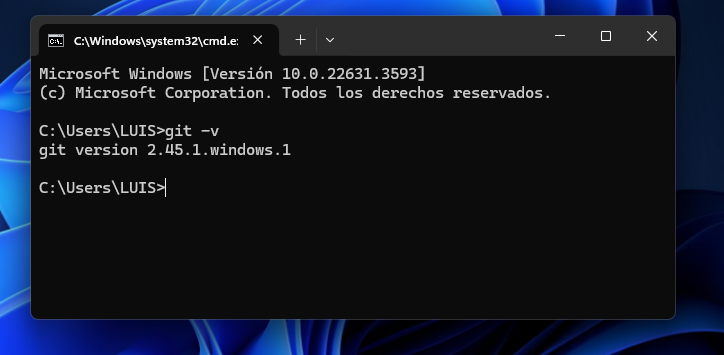 C:\Windows\system32\cmd.e
Microsoft Windows [Versión 10.0.22631.3593]
(c) Microsoft Corporation. Todos los derechos reservados.
C:\Users\LUIS>git -v
git version 2.45.1.windows.1
C:\Users\LUIS>